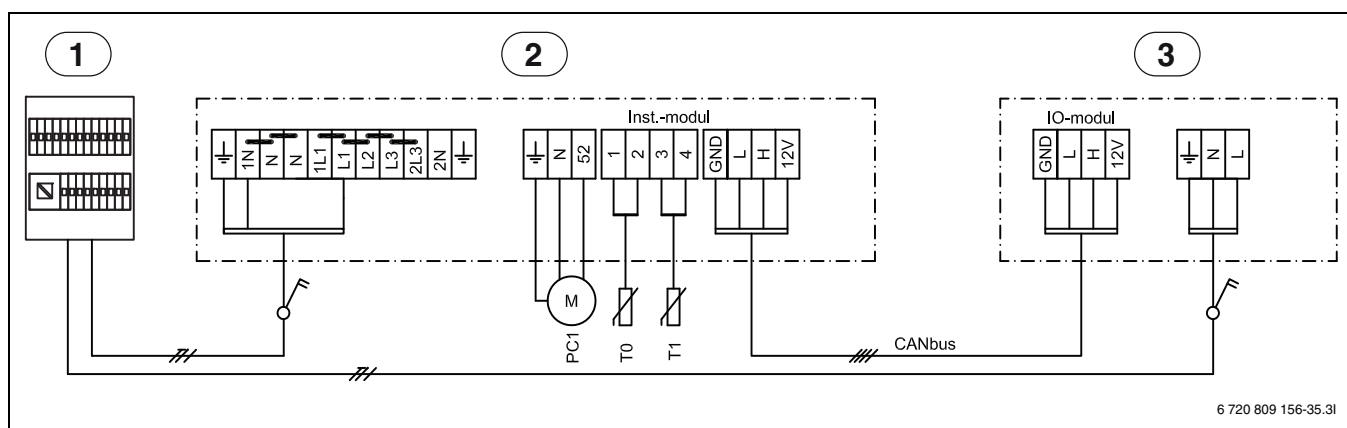 1
2
3
Inst.-modul
IO-modul
1N N N 1L1 L1 L2 L3 2L3 2N
N 52
1 2 3 4
GND L H 12V
GND L H 12V
N L
M
PC1
T0
T1
CANbus
6 720 809 156-35.3I